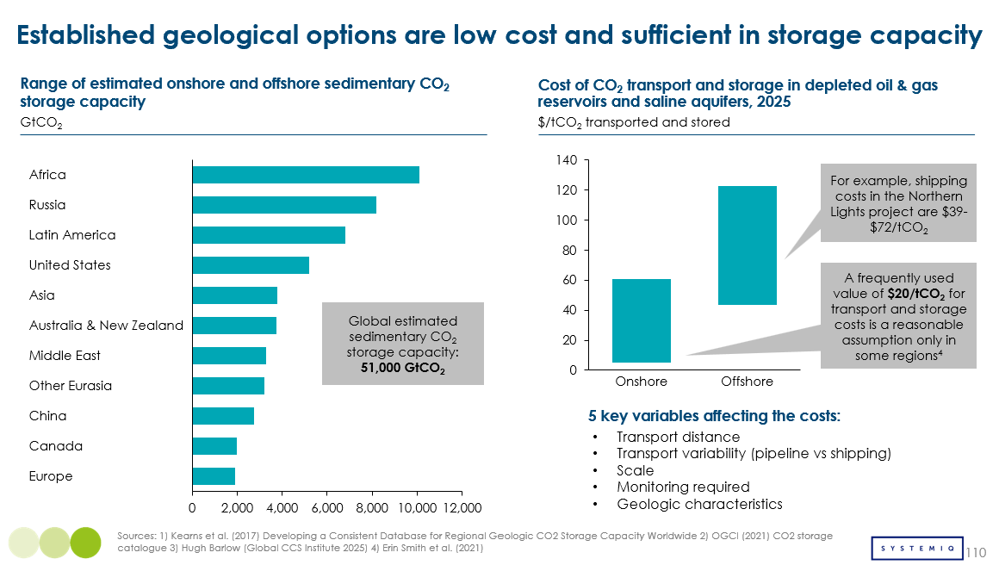 Established geological options are low cost and sufficient in storage capacity
Range of estimated onshore and offshore sedimentary CO₂
storage capacity
GtCO₂
Africa
Russia
Latin America
United States
Asia
Australia & New Zealand
Middle East
Other Eurasia
China
Canada
Europe
0 2,000 4,000 6,000 8,000 10,000 12,000
Global estimated
sedimentary CO₂
storage capacity:
51,000 GtCO₂
Cost of CO₂ transport and storage in depleted oil & gas
reservoirs and saline aquifers, 2025
$/tCO₂ transported and stored
140
120
100
80
60
40
20
0
Onshore Offshore
For example, shipping
costs in the Northern
Lights project are $39-
$72/tCO₂
A frequently used
value of $20/tCO₂ for
transport and storage
costs is a reasonable
assumption only in
some regions⁴
5 key variables affecting the costs:
• Transport distance
• Transport variability (pipeline vs shipping)
• Scale
• Monitoring required
• Geologic characteristics
Sources: 1) Kearns et al. (2017) Developing a Consistent Database for Regional Geologic CO2 Storage Capacity Worldwide 2) OGCI (2021) CO2 storage
catalogue 3) Hugh Barlow (Global CCS Institute 2025) 4) Erin Smith et al. (2021)
SYSTEMIQ
110